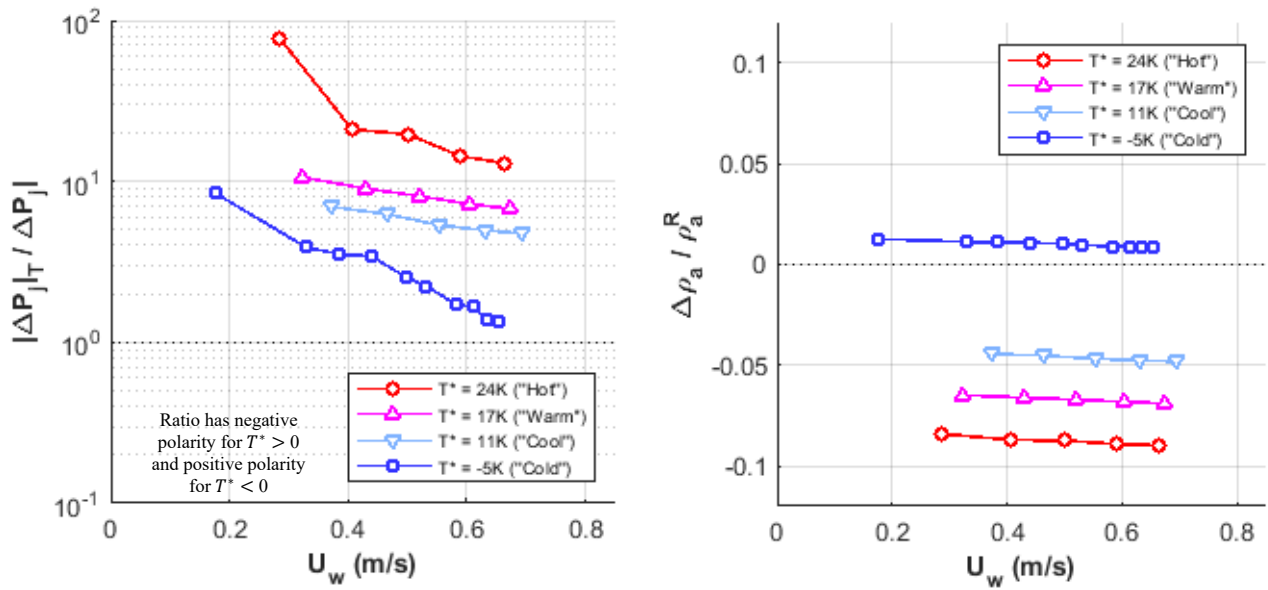 10^2
10^1
10^0
10^-1
|ΔP_j|_T / ΔP_j|
T* = 24K ("Hot")
T* = 17K ("Warm")
T* = 11K ("Cool")
T* = -5K ("Cold")
Ratio has negative
polarity for T* > 0
and positive polarity
for T* < 0
0 0.2 0.4 0.6 0.8
U_w (m/s)
0.1
0.05
0
-0.05
-0.1
Δρ_a / ρ_a^R
T* = 24K ("Hot")
T* = 17K ("Warm")
T* = 11K ("Cool")
T* = -5K ("Cold")
0 0.2 0.4 0.6 0.8
U_w (m/s)